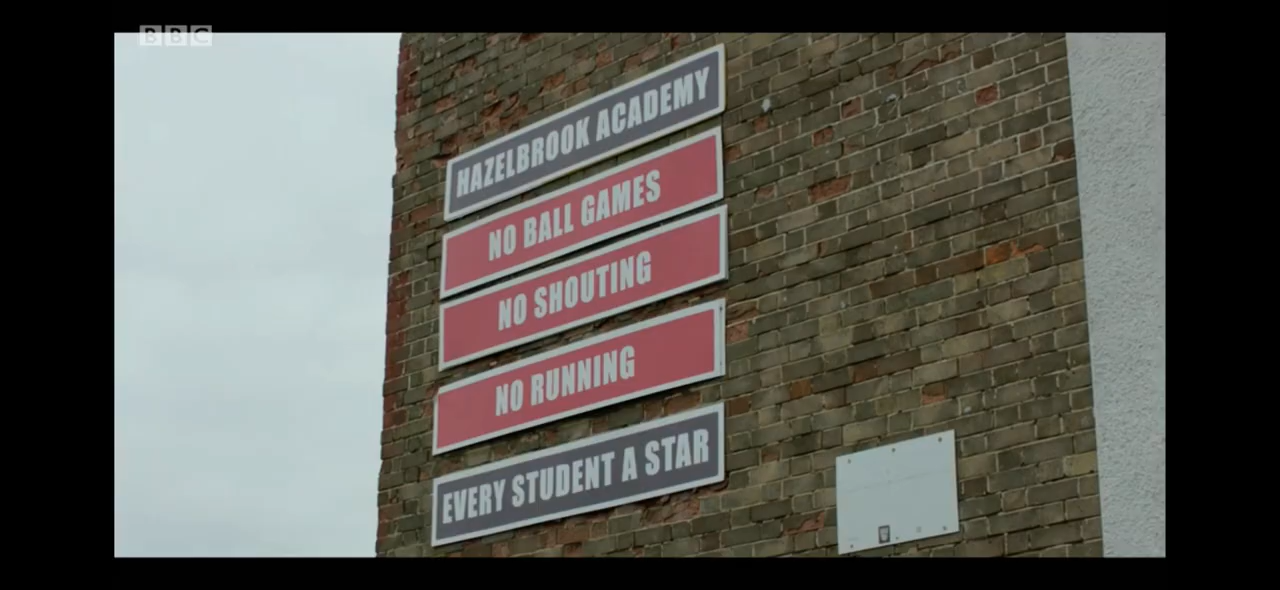 BBC
HAZELBROOK ACADEMY
NO BALL GAMES
NO SHOUTING
NO RUNNING
EVERY STUDENT A STAR